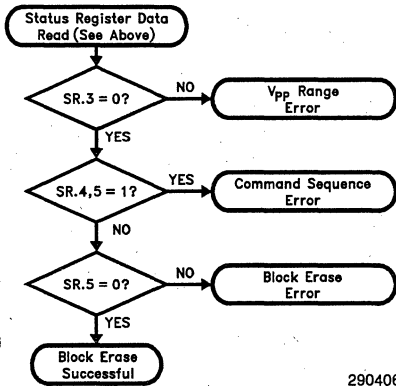 Status Register Data
Read (See Above)
SR.3 = 0?
NO
VPP Range
Error
YES
SR.4,5 = 1?
YES
Command Sequence
Error
NO
SR.5 = 0?
NO
Block Erase
Error
YES
Block Erase
Successful
290406